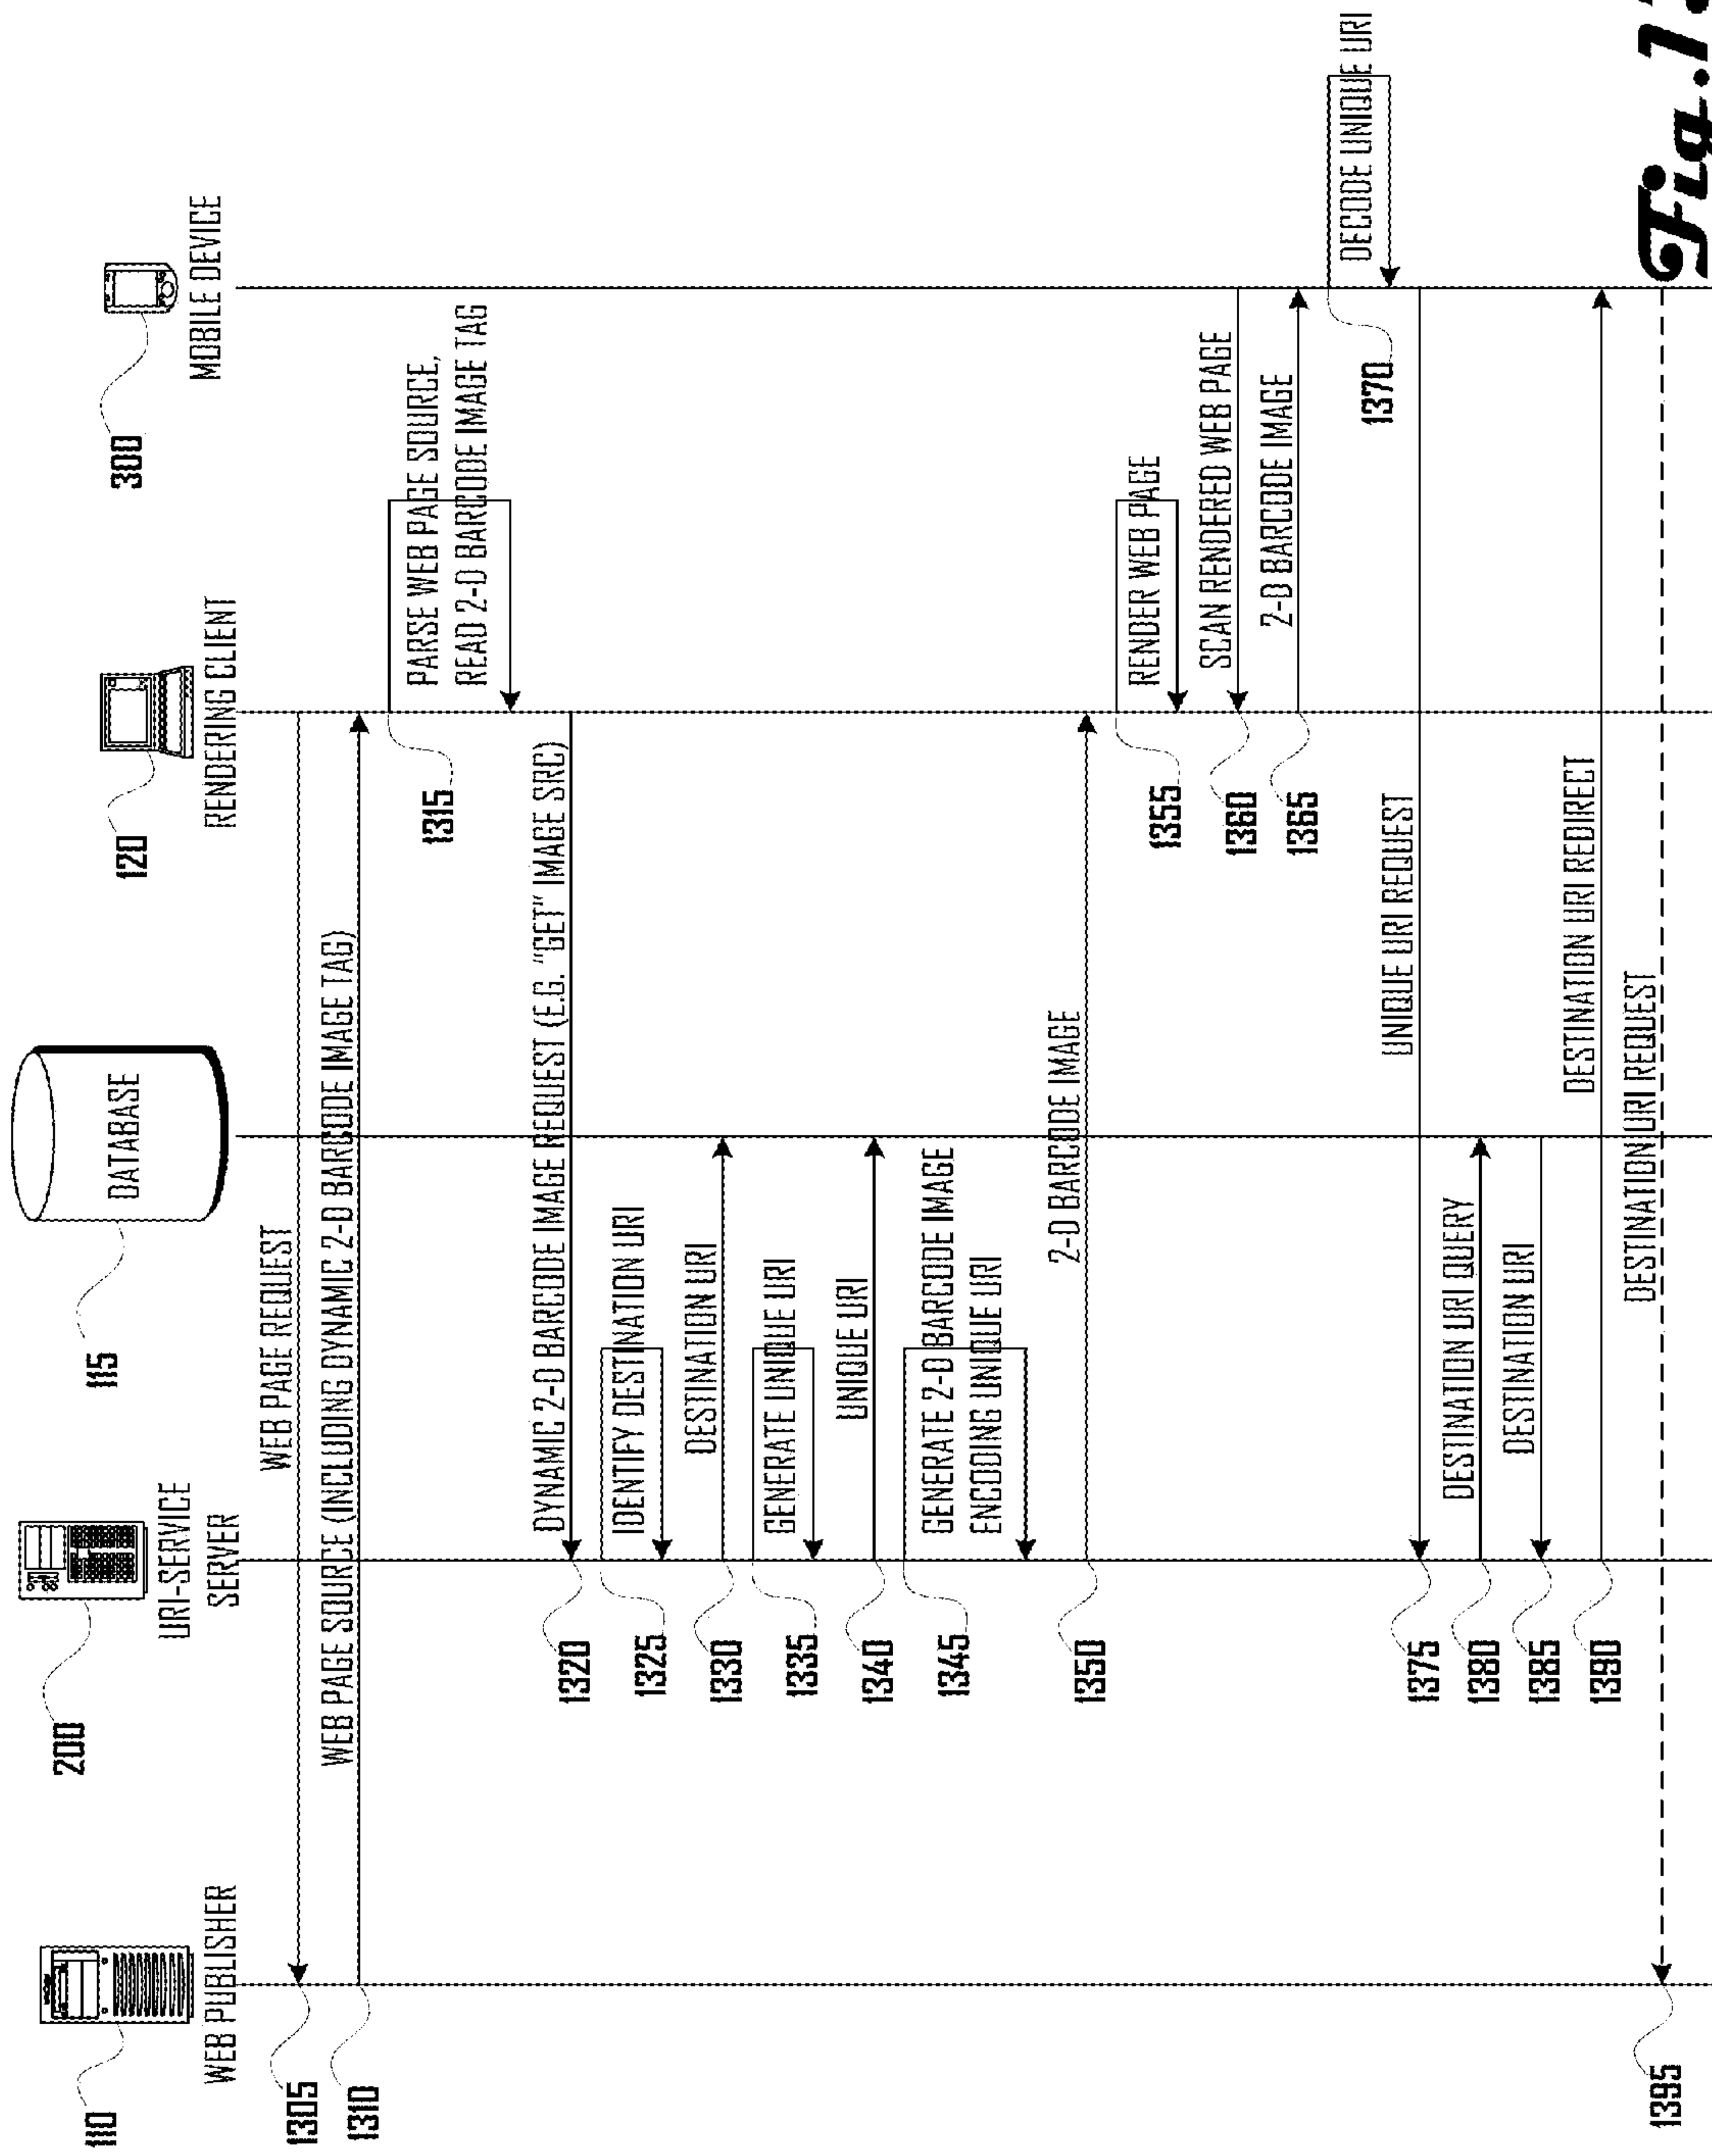 110
WEB PUBLISHER
200
URI-SERVICE
SERVER
115
DATABASE
120
RENDERING CLIENT
300
MOBILE DEVICE
1305
WEB PAGE REQUEST
1310
WEB PAGE SOURCE (INCLUDING DYNAMIC 2-D BARCODE IMAGE TAG)
1315
PARSE WEB PAGE SOURCE,
READ 2-D BARCODE IMAGE TAG
1320
DYNAMIC 2-D BARCODE IMAGE REQUEST (E.G. "GET" IMAGE SRC)
1325
IDENTIFY DESTINATION URI
1330
DESTINATION URI
1335
GENERATE UNIQUE URI
1340
UNIQUE URI
1345
GENERATE 2-D BARCODE IMAGE
ENCODING UNIQUE URI
1350
2-D BARCODE IMAGE
1355
RENDER WEB PAGE
1360
SCAN RENDERED WEB PAGE
1365
2-D BARCODE IMAGE
1370
DECODE UNIQUE URI
1375
UNIQUE URI REQUEST
1380
DESTINATION URI QUERY
1385
DESTINATION URI
1390
DESTINATION URI REDIRECT
1395
DESTINATION URI REQUEST
Fig.1